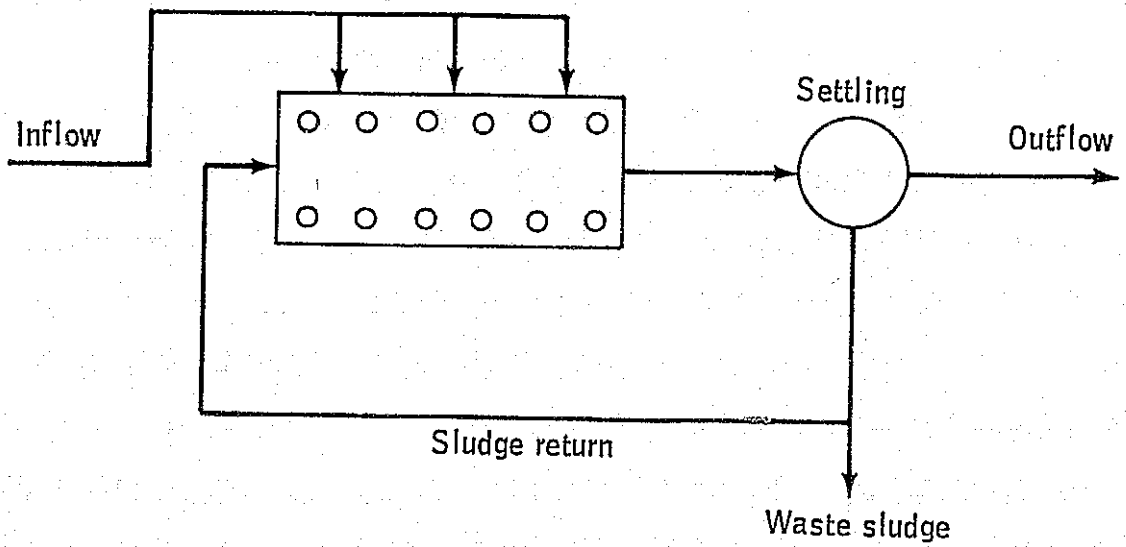 Settling
Inflow
Outflow
Sludge return
Waste sludge